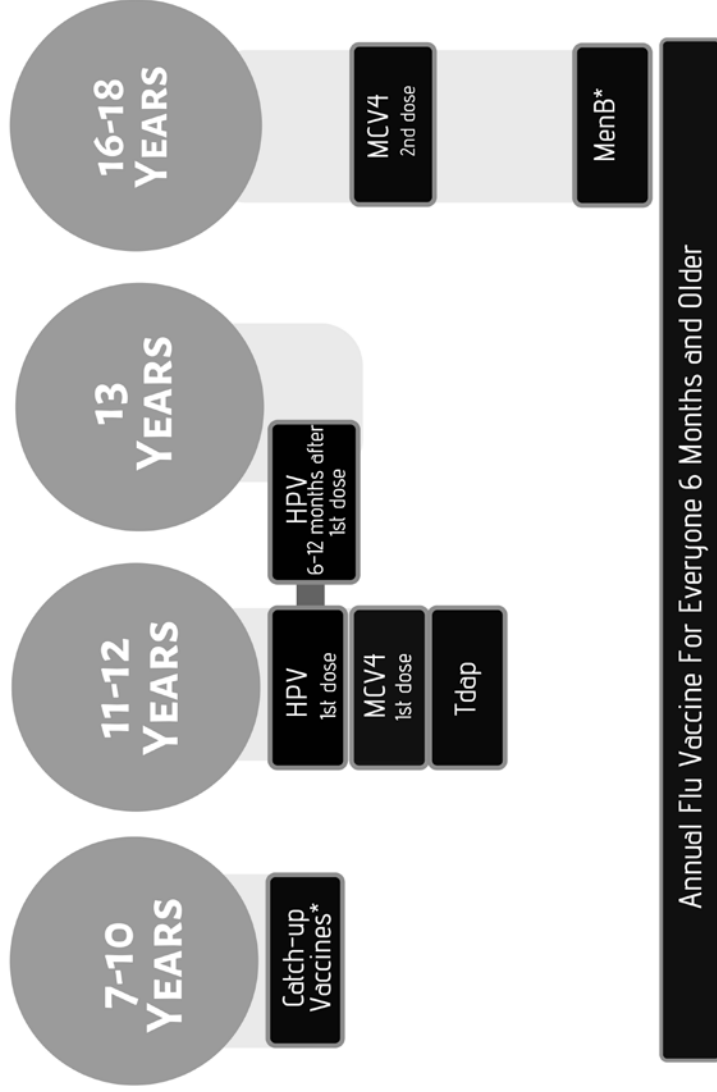 7-10
YEARS
Catch-up
Vaccines*
11-12
YEARS
HPV
1st dose
MCV4
1st dose
Tdap
13
YEARS
HPV
6-12 months after
1st dose
16-18
YEARS
MCV4
2nd dose
MenB*
Annual Flu Vaccine For Everyone 6 Months and Older